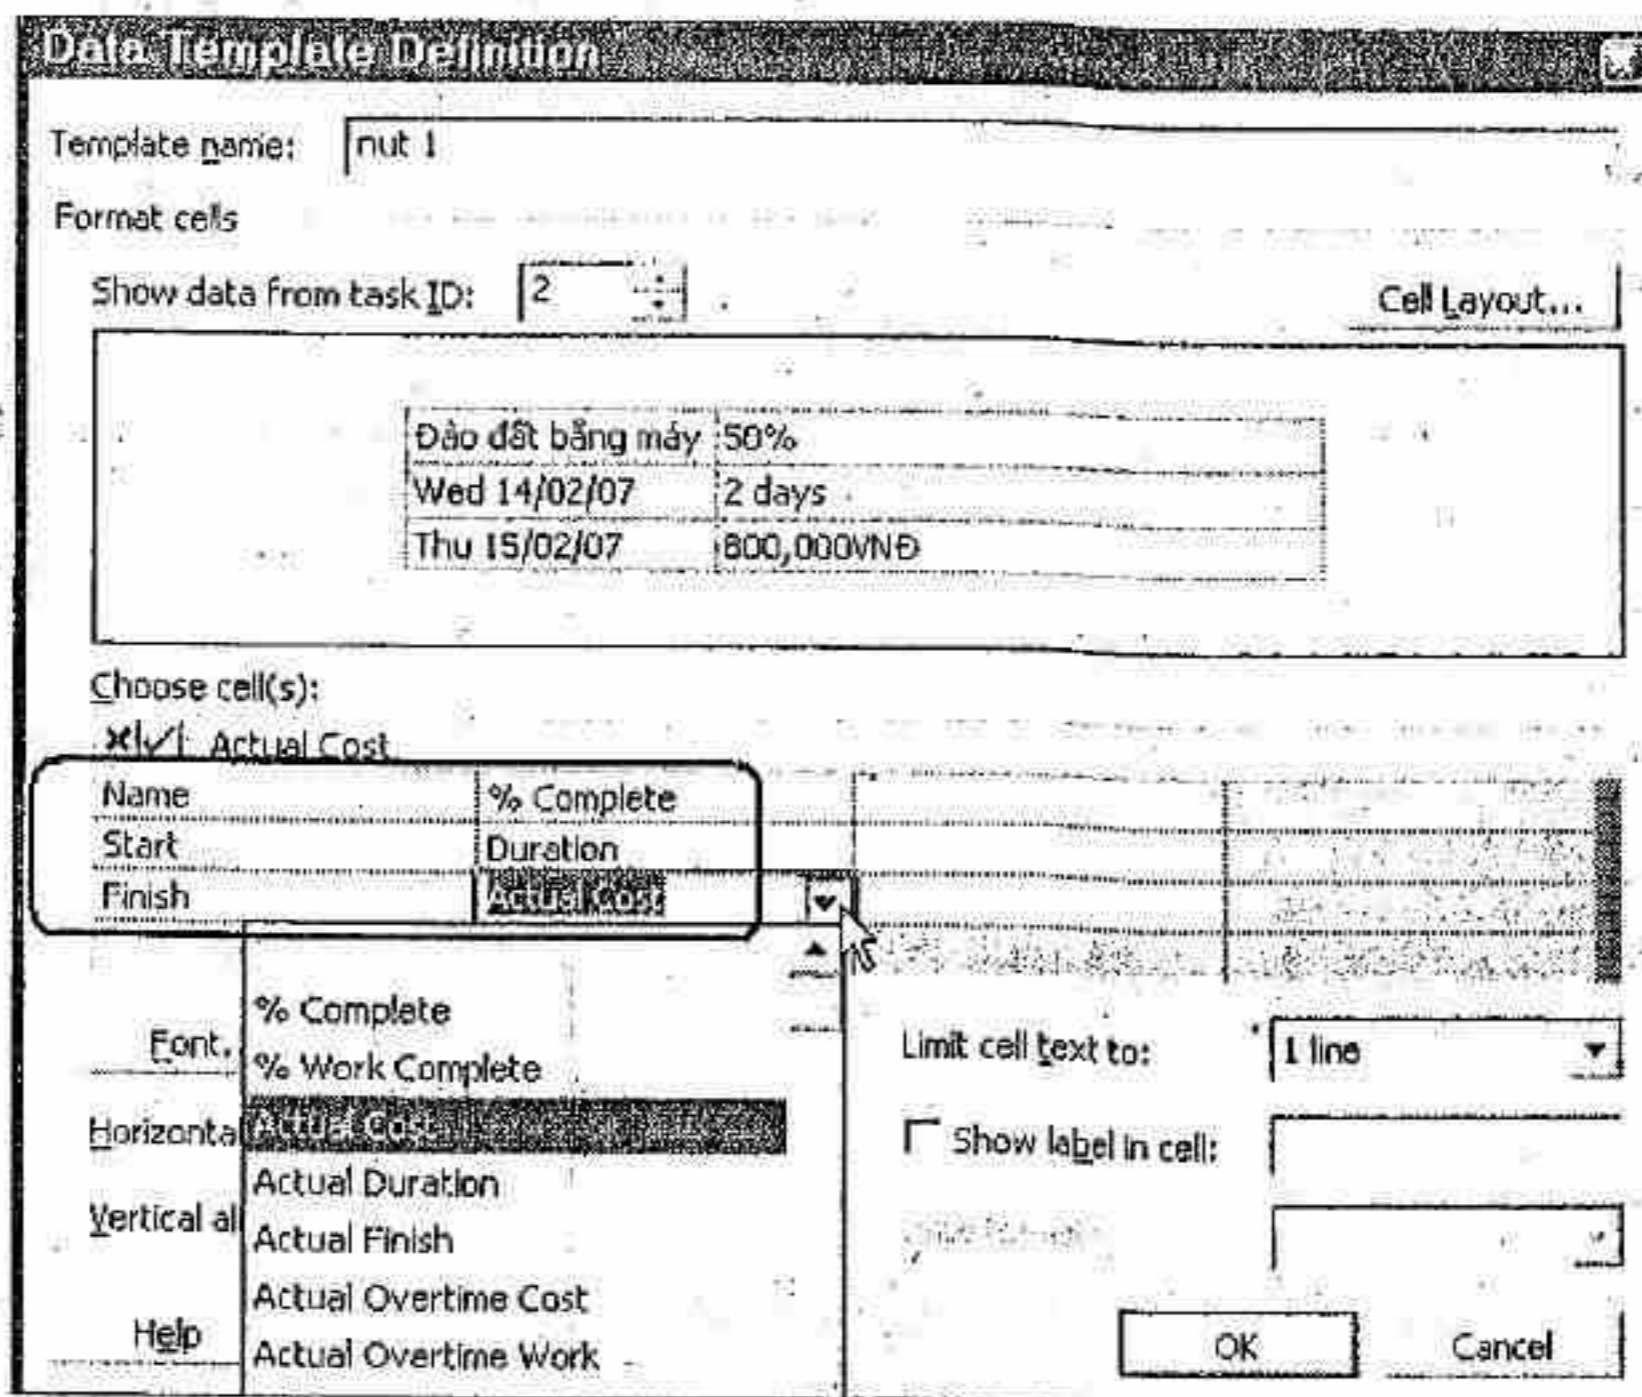 Data Template Definition
Template name: nut 1
Format cells
Show data from task ID: 2
Cell Layout...
Đào đất bằng máy 50%
Wed 14/02/07 2 days
Thu 15/02/07 800,000VNĐ
Choose cell(s):
Actual Cost
Name % Complete
Start Duration
Finish Actual Cost
% Complete
% Work Complete
Actual Cost
Actual Duration
Actual Finish
Actual Overtime Cost
Actual Overtime Work
Font.
Limit cell text to: 1 line
Horizonta
Show label in cell:
Vertical al
Help
OK Cancel